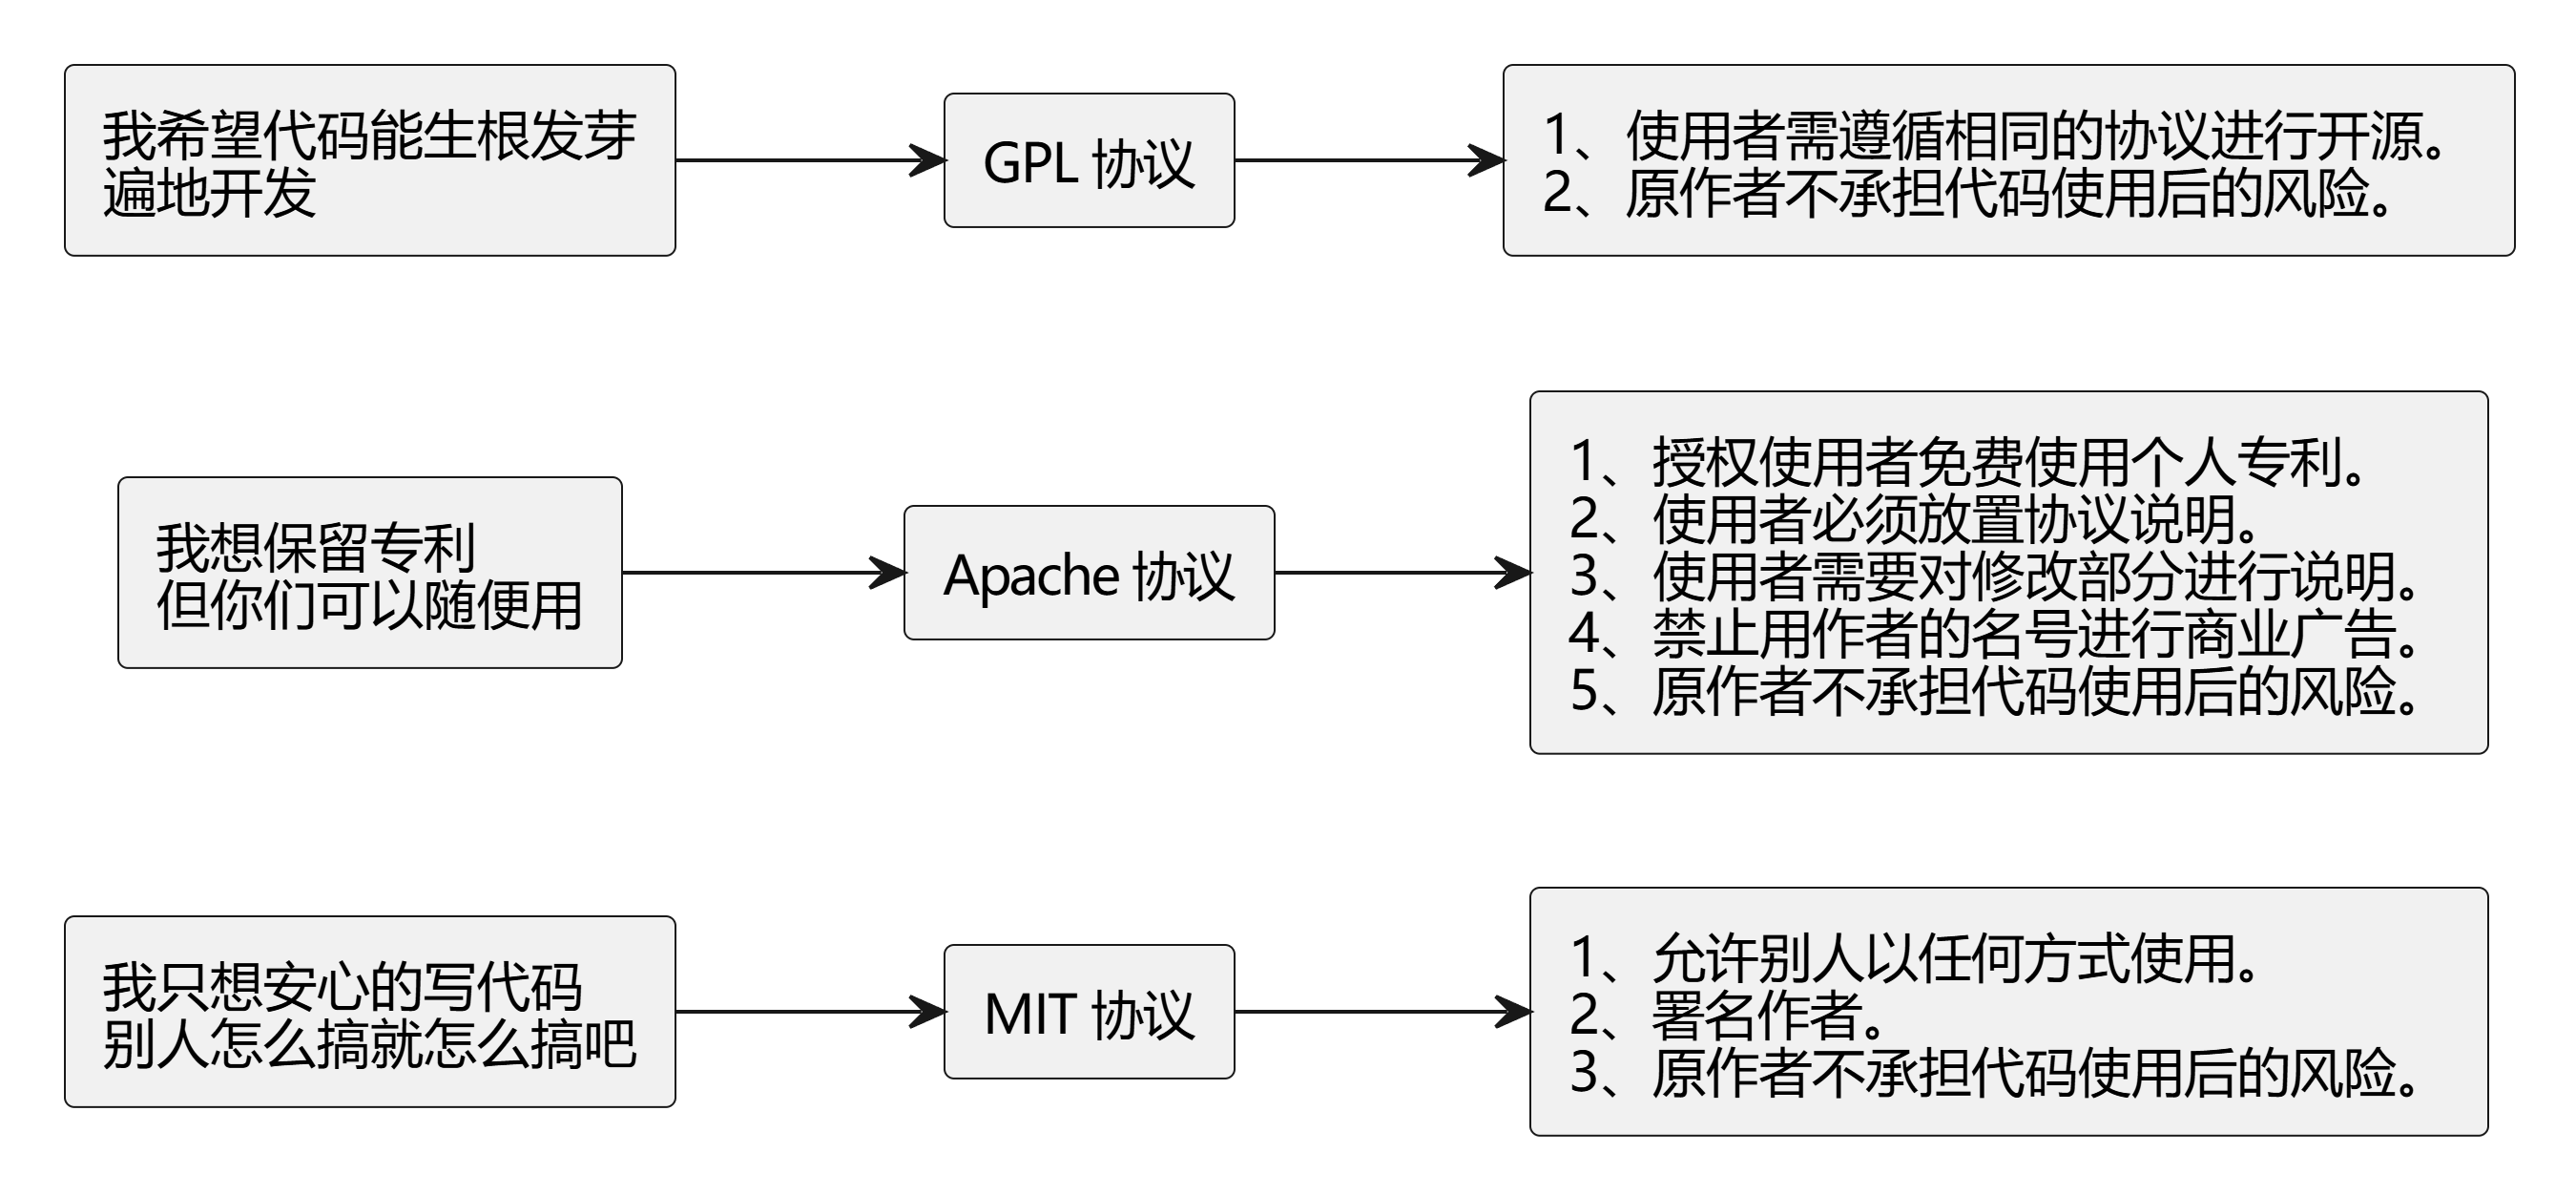 我希望代码能生根发芽
遍地开发
GPL 协议
1、使用者需遵循相同的协议进行开源。
2、原作者不承担代码使用后的风险。
我想保留专利
但你们可以随便用
Apache 协议
1、授权使用者免费使用个人专利。
2、使用者必须放置协议说明。
3、使用者需要对修改部分进行说明。
4、禁止用作者的名号进行商业广告。
5、原作者不承担代码使用后的风险。
我只想安心的写代码
别人怎么搞就怎么搞吧
MIT 协议
1、允许别人以任何方式使用。
2、署名作者。
3、原作者不承担代码使用后的风险。